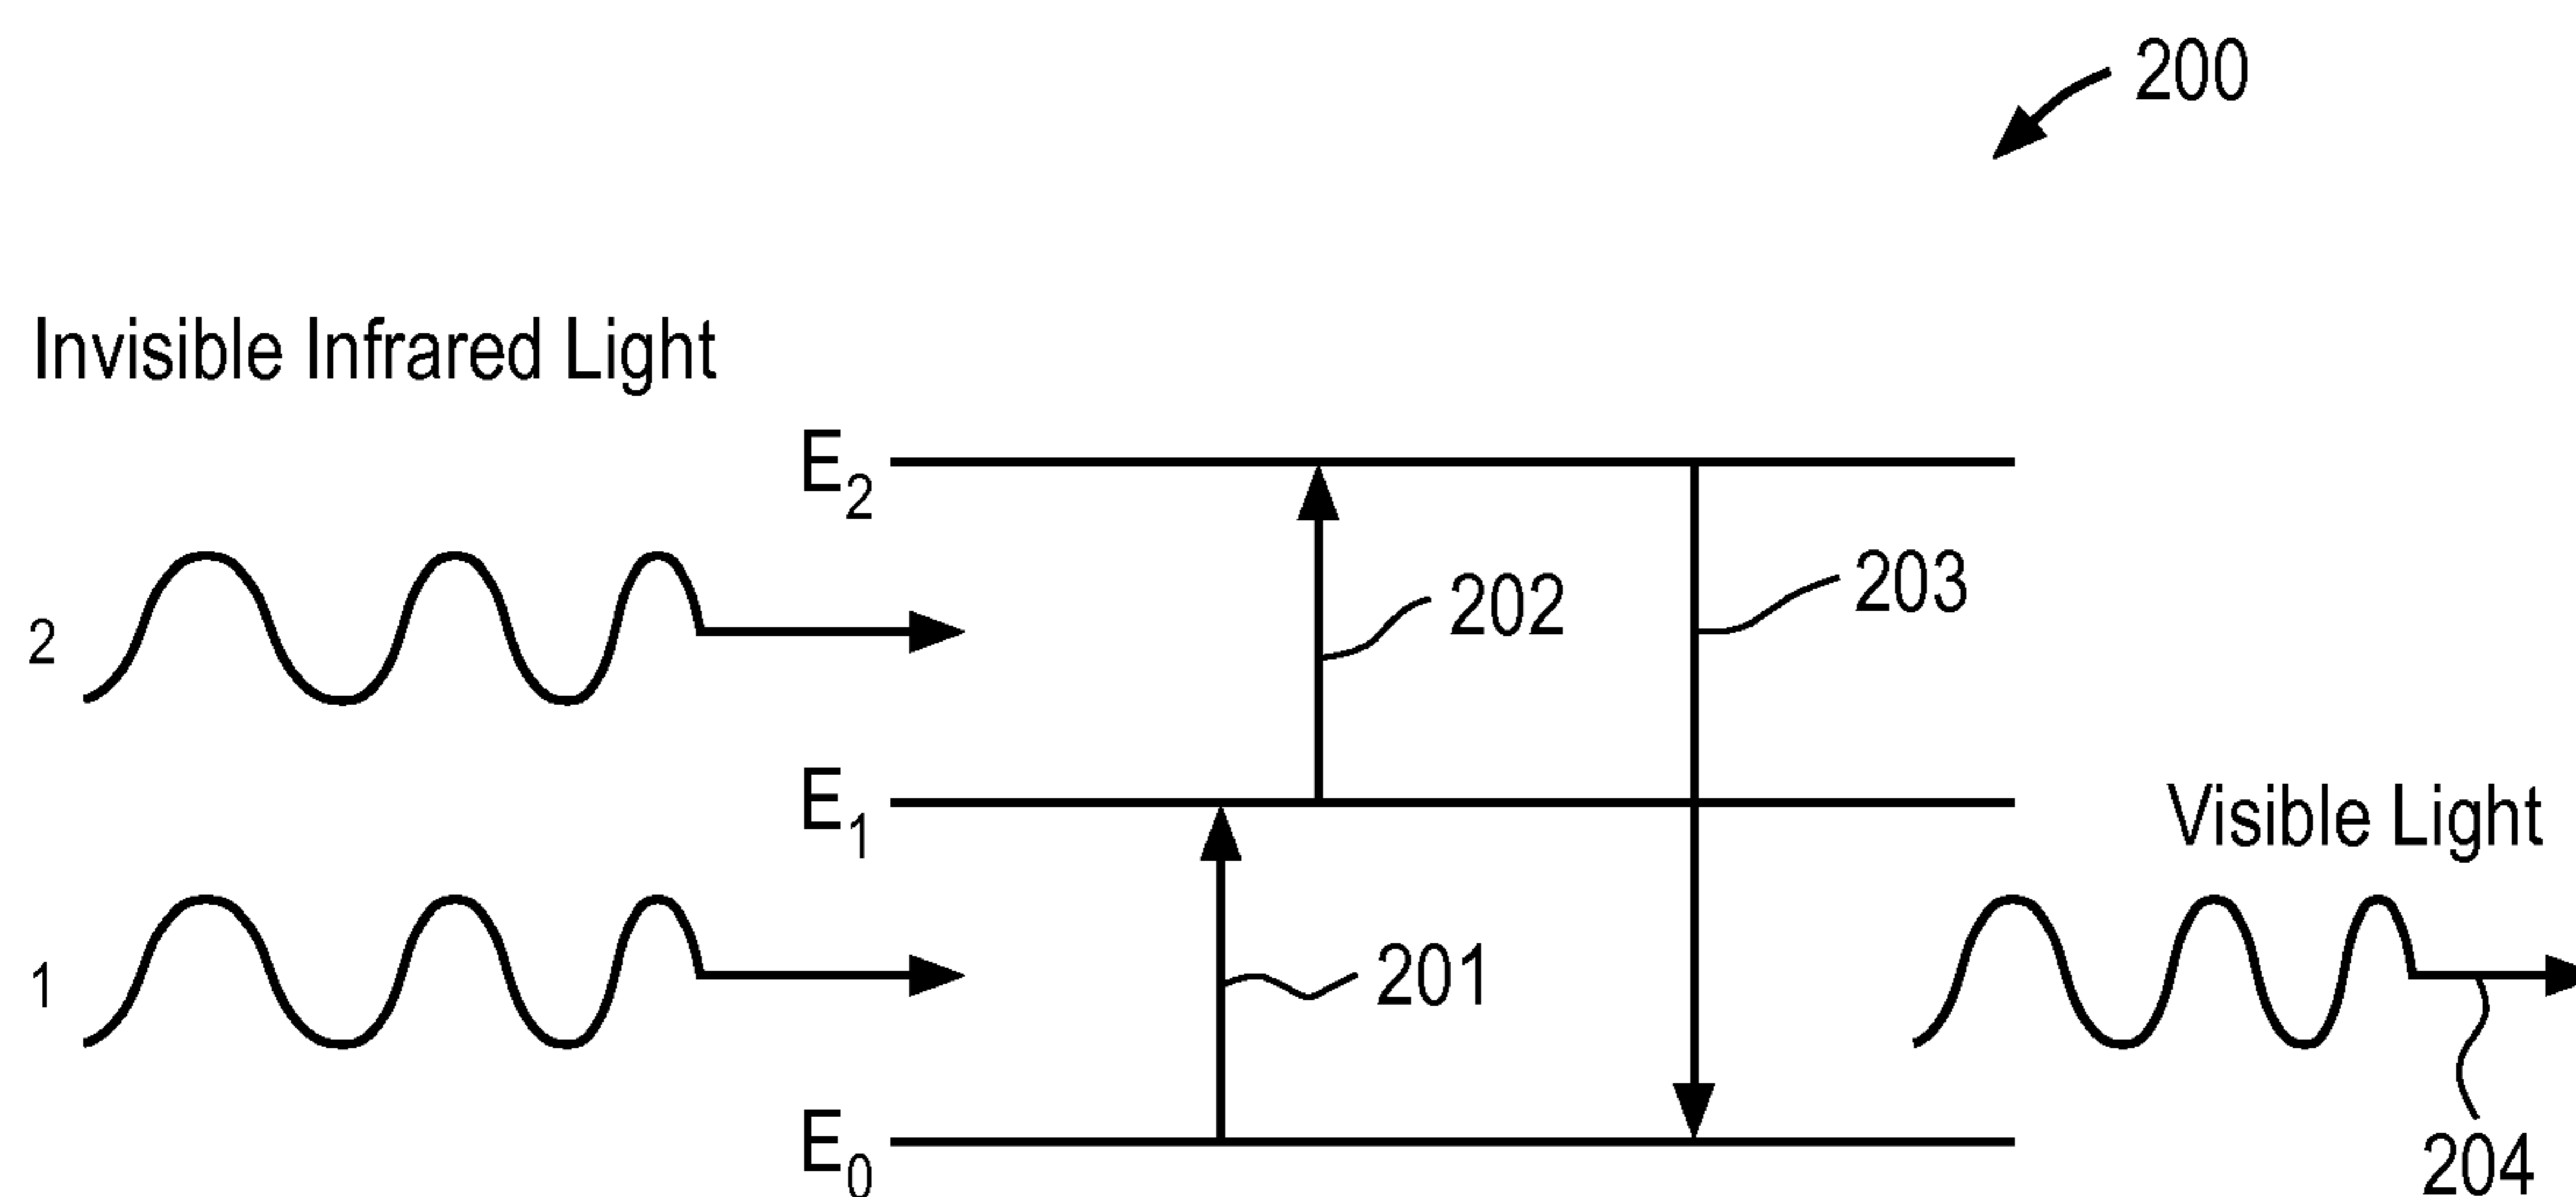 200
Invisible Infrared Light
E2
2
202
203
E1
Visible Light
1
201
E0
204